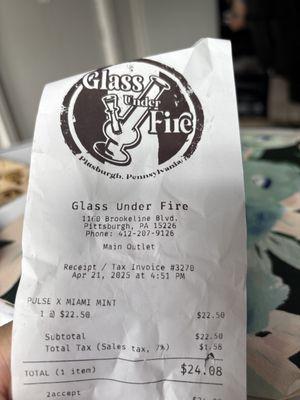 Glass
Under
Fire
Pittsburgh, Pennsylvania
Glass Under Fire
1160 Brookeline Blvd.
Pittsburgh, PA 15226
Phone: 412-207-9126
Main Outlet
Receipt / Tax Invoice #3270
Apr 21, 2025 at 4:51 PM
PULSE X MIAMI MINT
1 @ $22.50 $22.50
Subtotal $22.50
Total Tax (Sales tax, 7%) $1.58
TOTAL (1 item) $24.08
2accept